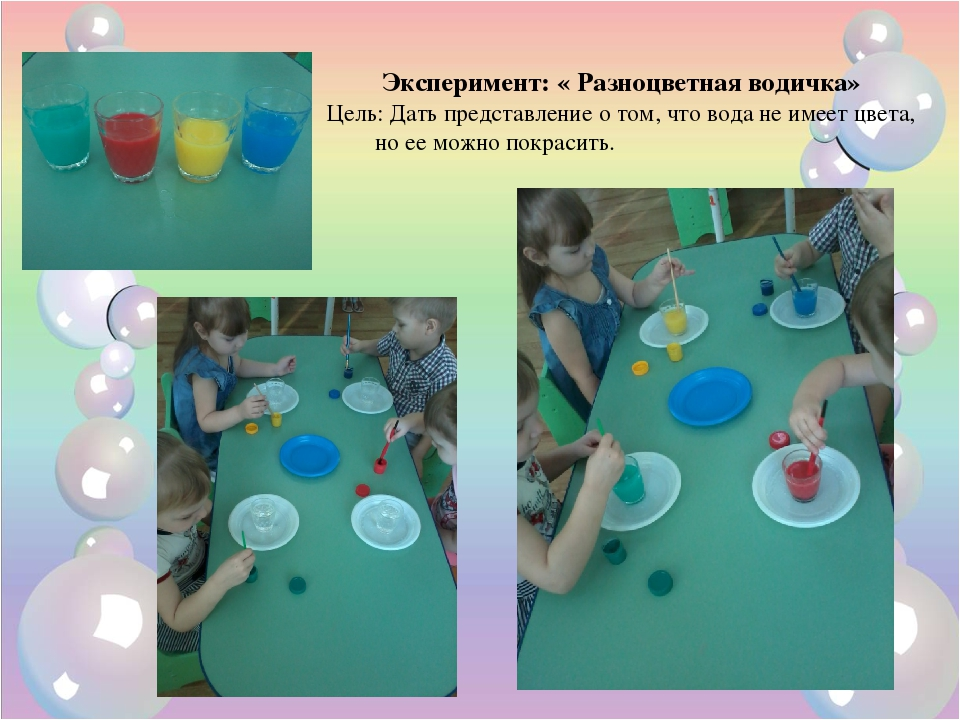 Эксперимент: « Разноцветная водичка»
Цель: Дать представление о том, что вода не имеет цвета,
но ее можно покрасить.